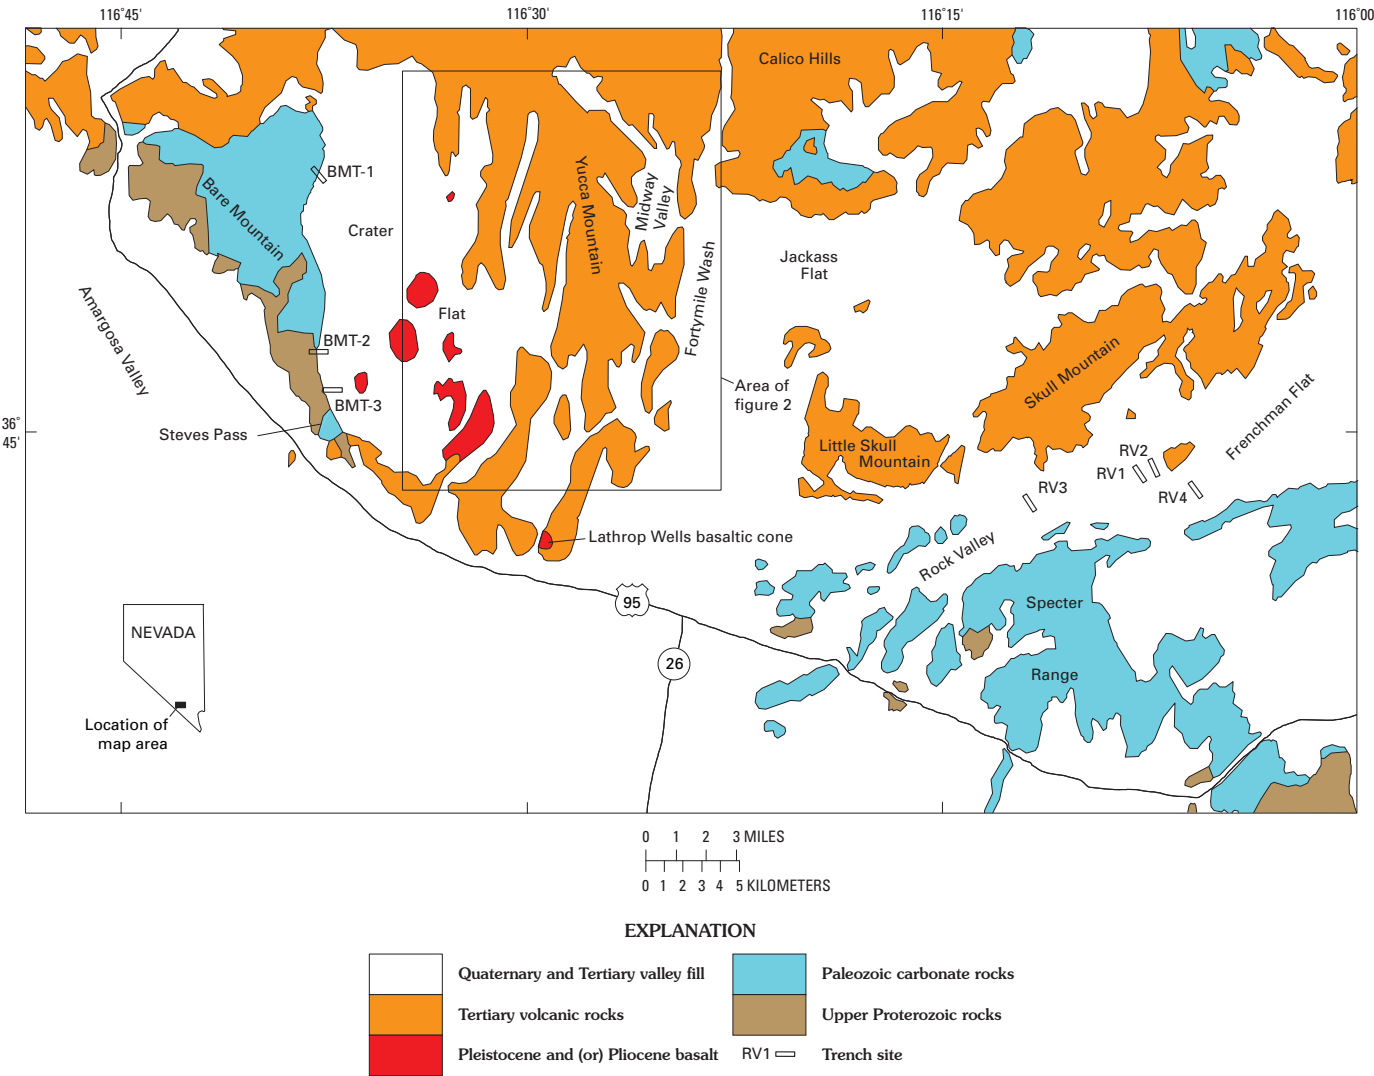 116°45'
116°30'
116°15'
116°00
Calico Hills
BMT-1
Bare Mountain
Yucca Mountain
Midway
Valley
Crater
Fortymile Wash
Jackass
Flat
Flat
Amargosa Valley
BMT-2
BMT-3
Skull Mountain
Area of
figure 2
Frenchman Flat
36°
45'
Steves Pass
Little Skull
Mountain
RV2
RV1
RV4
RV3
Lathrop Wells basaltic cone
Rock Valley
95
Specter
Range
26
NEVADA
Location of
map area
0 1 2 3 MILES
0 1 2 3 4 5 KILOMETERS
EXPLANATION
Quaternary and Tertiary valley fill
Tertiary volcanic rocks
Pleistocene and (or) Pliocene basalt
Paleozoic carbonate rocks
Upper Proterozoic rocks
RV1 Trench site